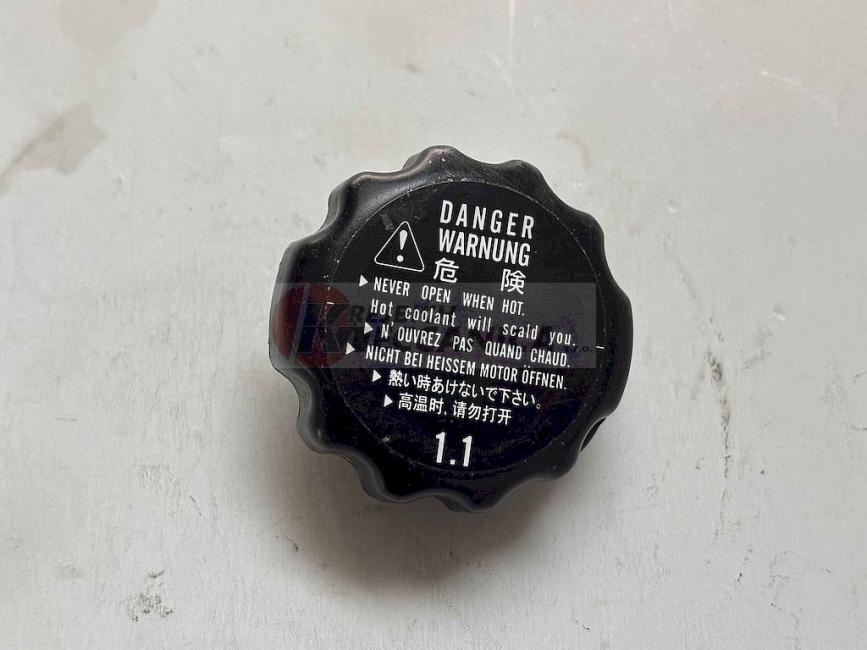 DANGER
WARNUNG
危 険
▶ NEVER OPEN WHEN HOT.
Hot coolant will scald you.
▶ N'OUVREZ PAS QUAND CHAUD.
▶ NICHT BEI HEISSEM MOTOR ÖFFNEN.
▶ 熱い時あけないで下さい。
▶ 高温时, 请勿打开
1.1